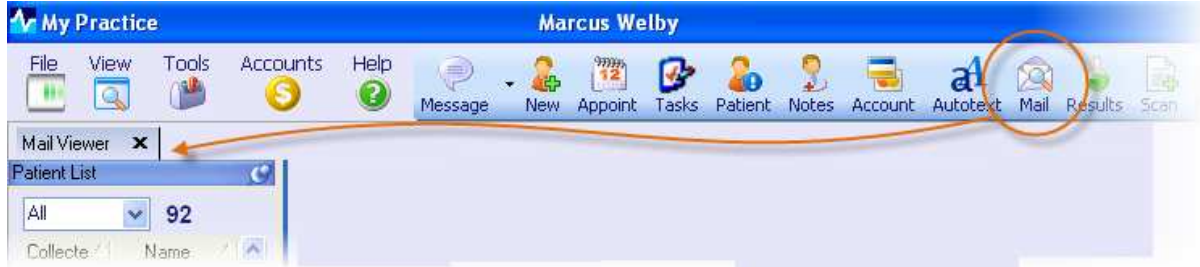 My Practice Marcus Welby
File View Tools Accounts Help
12
Message New Appoint Tasks Patient Notes Account Autotext Mail Results Scan
Mail Viewer X
Patient List
All 92
Collecte Name